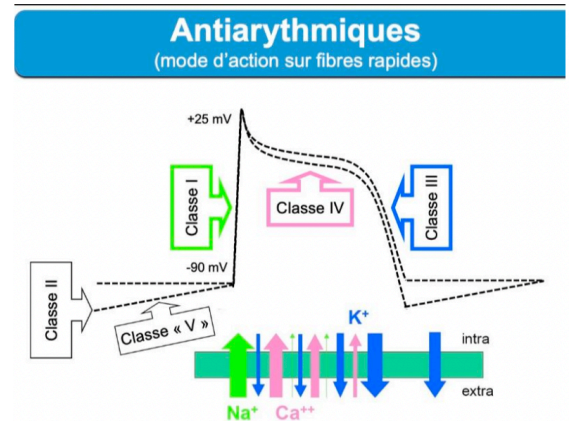 Antiarythmiques
(mode d'action sur fibres rapides)
+25 mV
Classe I
Classe IV
Classe III
-90 mV
Classe II
Classe « V »
K⁺
intra
extra
Na⁺
Ca⁺⁺